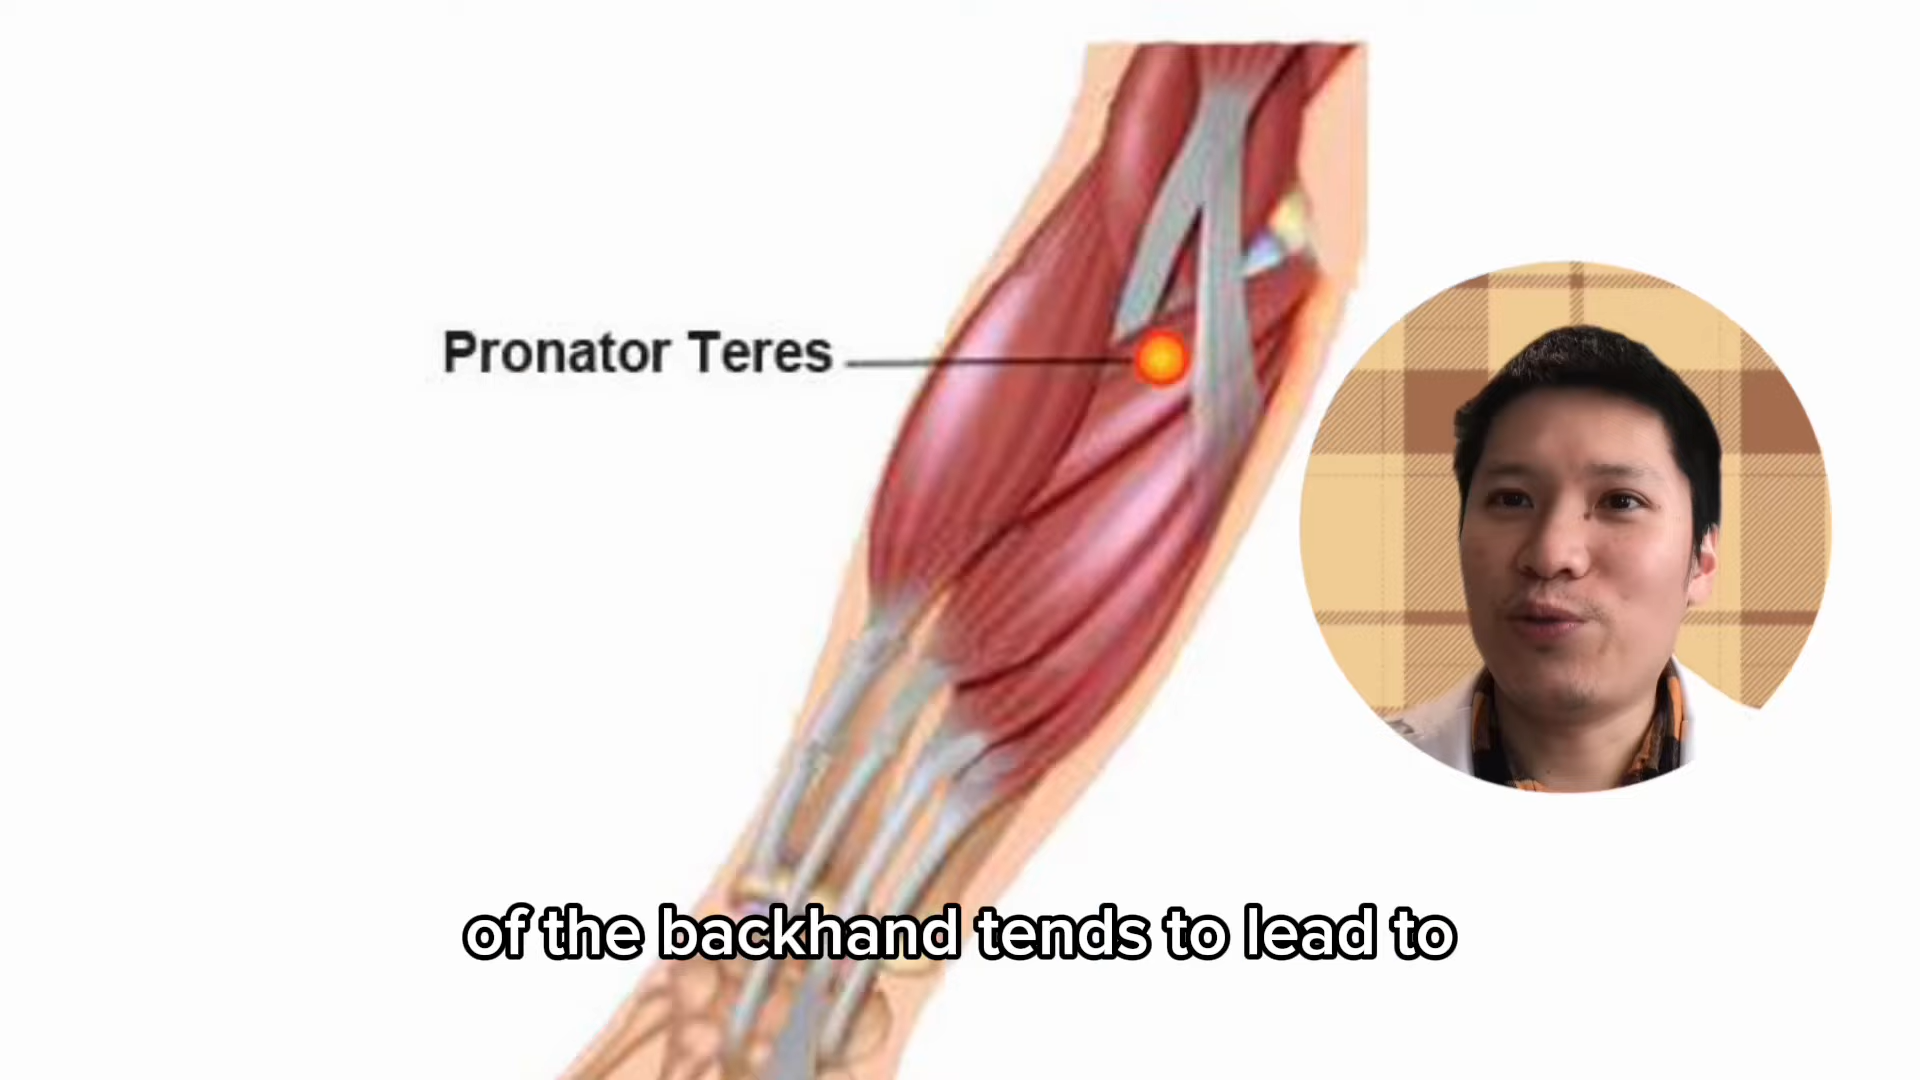 Pronator Teres
of the backhand tends to lead to